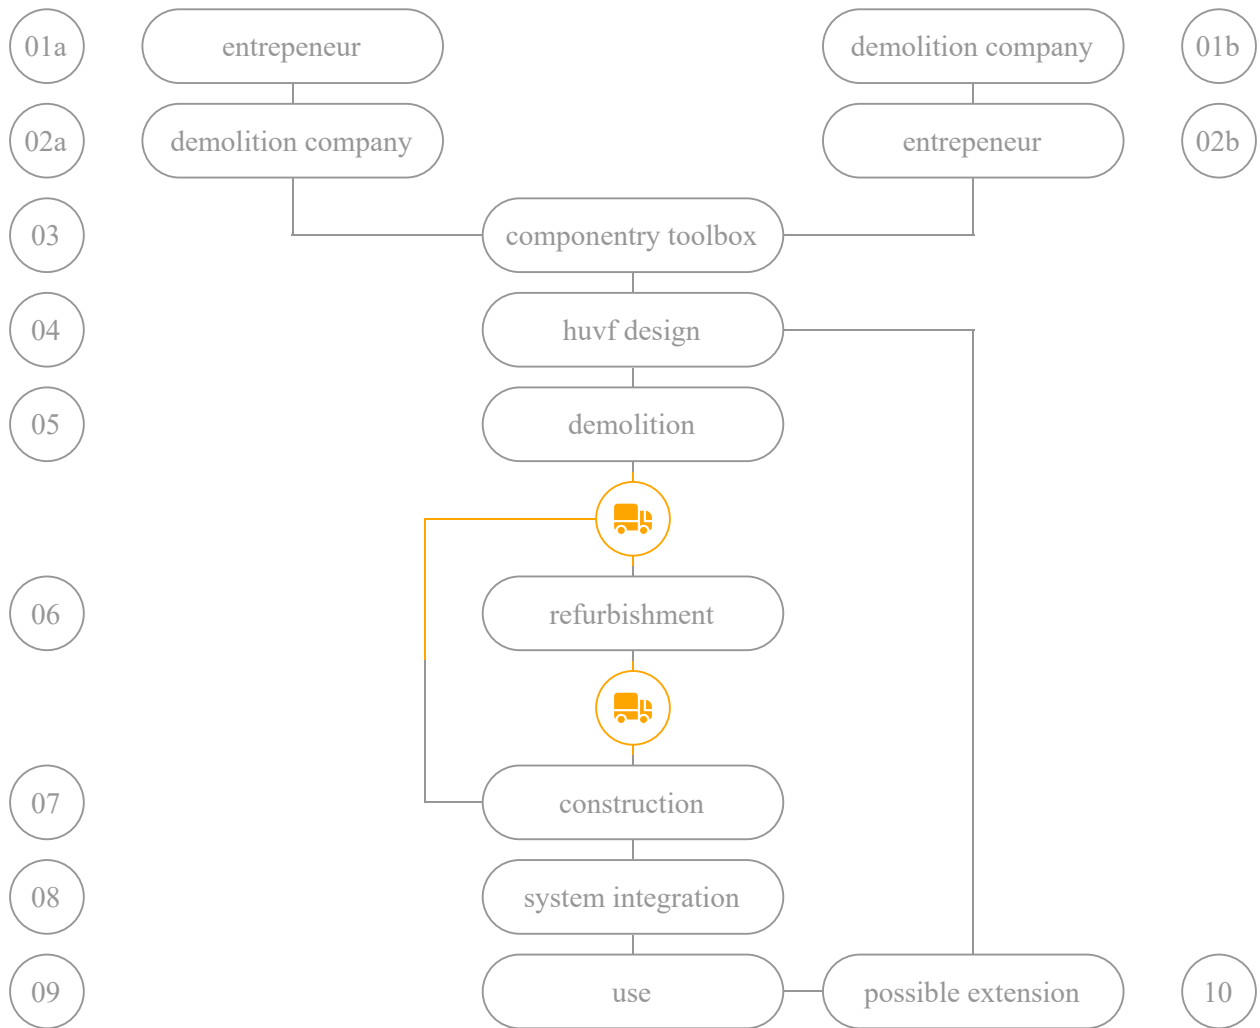 01a entrepeneur demolition company 01b
02a demolition company entrepeneur 02b
03 componentry toolbox
04 huvf design
05 demolition
06 refurbishment
07 construction
08 system integration
09 use possible extension 10